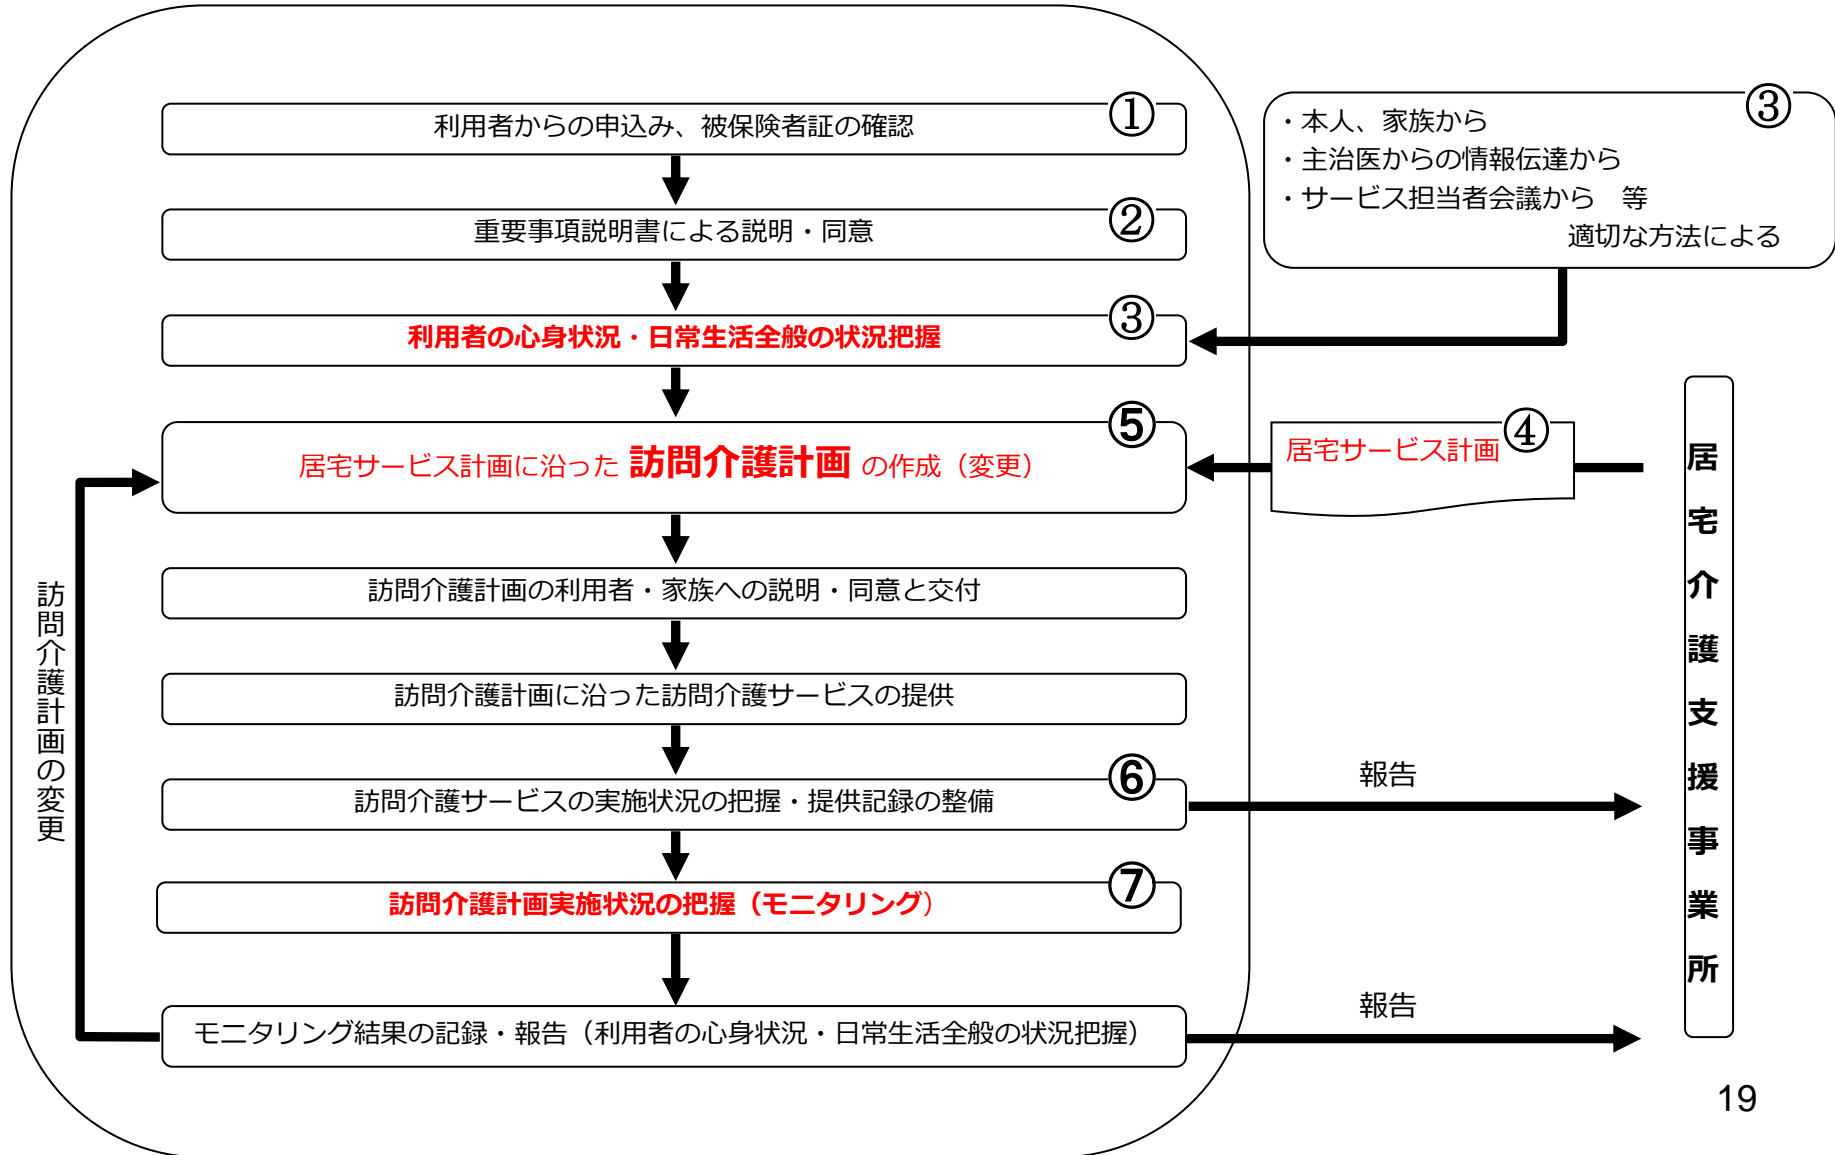 ①
利用者からの申込み、被保険者証の確認
②
重要事項説明書による説明・同意
③
利用者の心身状況・日常生活全般の状況把握
③
・本人、家族から
・主治医からの情報伝達から
・サービス担当者会議から　等
適切な方法による
⑤
居宅サービス計画に沿った 訪問介護計画 の作成（変更）
④
居宅サービス計画
居宅介護支援事業所
訪問介護計画の利用者・家族への説明・同意と交付
訪問介護計画に沿った訪問介護サービスの提供
⑥
訪問介護サービスの実施状況の把握・提供記録の整備
報告
⑦
訪問介護計画実施状況の把握（モニタリング）
モニタリング結果の記録・報告（利用者の心身状況・日常生活全般の状況把握）
報告
訪問介護計画の変更
19